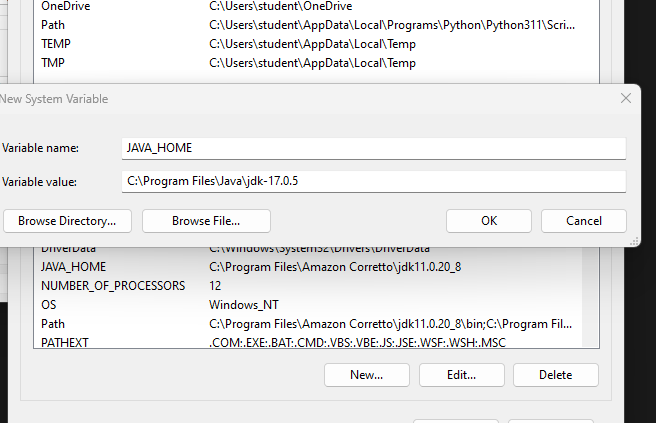 OneDrive C:\Users\student\OneDrive
Path C:\Users\student\AppData\Local\Programs\Python\Python311\Scri...
TEMP C:\Users\student\AppData\Local\Temp
TMP C:\Users\student\AppData\Local\Temp
New System Variable
Variable name: JAVA_HOME
Variable value: C:\Program Files\Java\jdk-17.0.5
Browse Directory... Browse File... OK Cancel
DriverData C:\Windows\System32\Drivers\DriverData
JAVA_HOME C:\Program Files\Amazon Corretto\jdk11.0.20_8
NUMBER_OF_PROCESSORS 12
OS Windows_NT
Path C:\Program Files\Amazon Corretto\jdk11.0.20_8\bin;C:\Program Fil...
PATHEXT .COM;.EXE;.BAT;.CMD;.VBS;.VBE;.JS;.JSE;.WSF;.WSH;.MSC
New... Edit... Delete